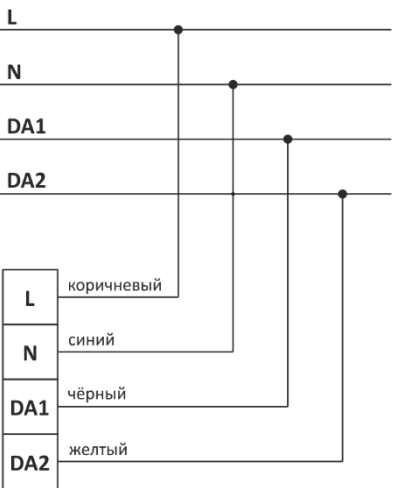 L
N
DA1
DA2
L
коричневый
N
синий
DA1
чёрный
DA2
желтый